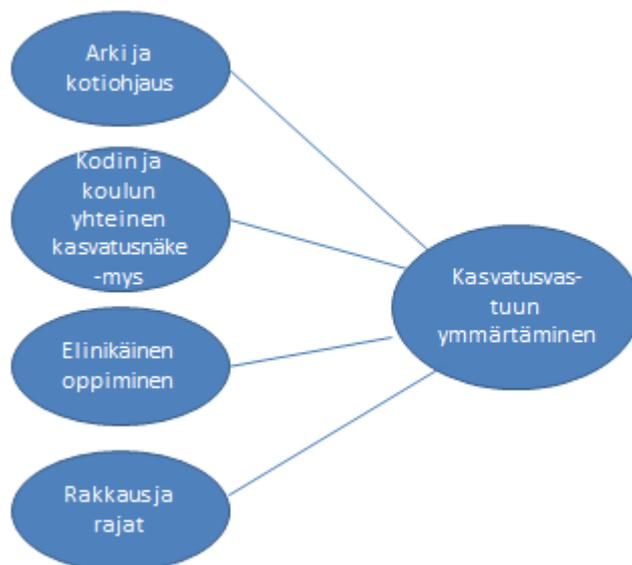 Arki ja
kotiohjaus
Kodin ja
koulun
yhteinen
kasvatusnäke
-mys
Elinikäinen
oppiminen
Rakkaus ja
rajat
Kasvatusvas-
tuun
ymmärtäminen